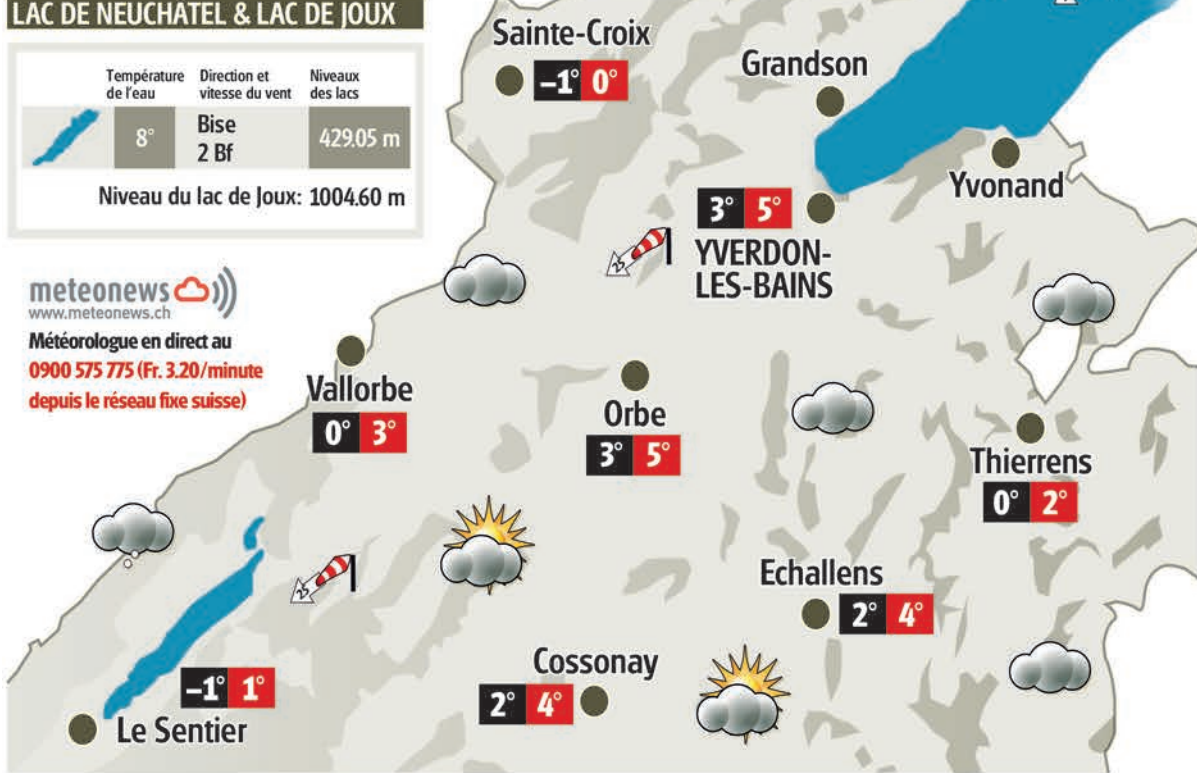 LAC DE NEUCHATEL & LAC DE JOUX
Température de l'eau
Direction et vitesse du vent
Niveaux des lacs
8°
Bise
2 Bf
429.05 m
Niveau du lac de Joux: 1004.60 m
meteonews
www.meteonews.ch
Météorologue en direct au
0900 575 775 (Fr. 3.20/minute
depuis le réseau fixe suisse)
Sainte-Croix
–1° 0°
Grandson
Yvonand
3° 5°
YVERDON-
LES-BAINS
25
Vallorbe
0° 3°
Orbe
3° 5°
Thierrens
0° 2°
25
Echallens
2° 4°
Cossonay
2° 4°
–1° 1°
Le Sentier